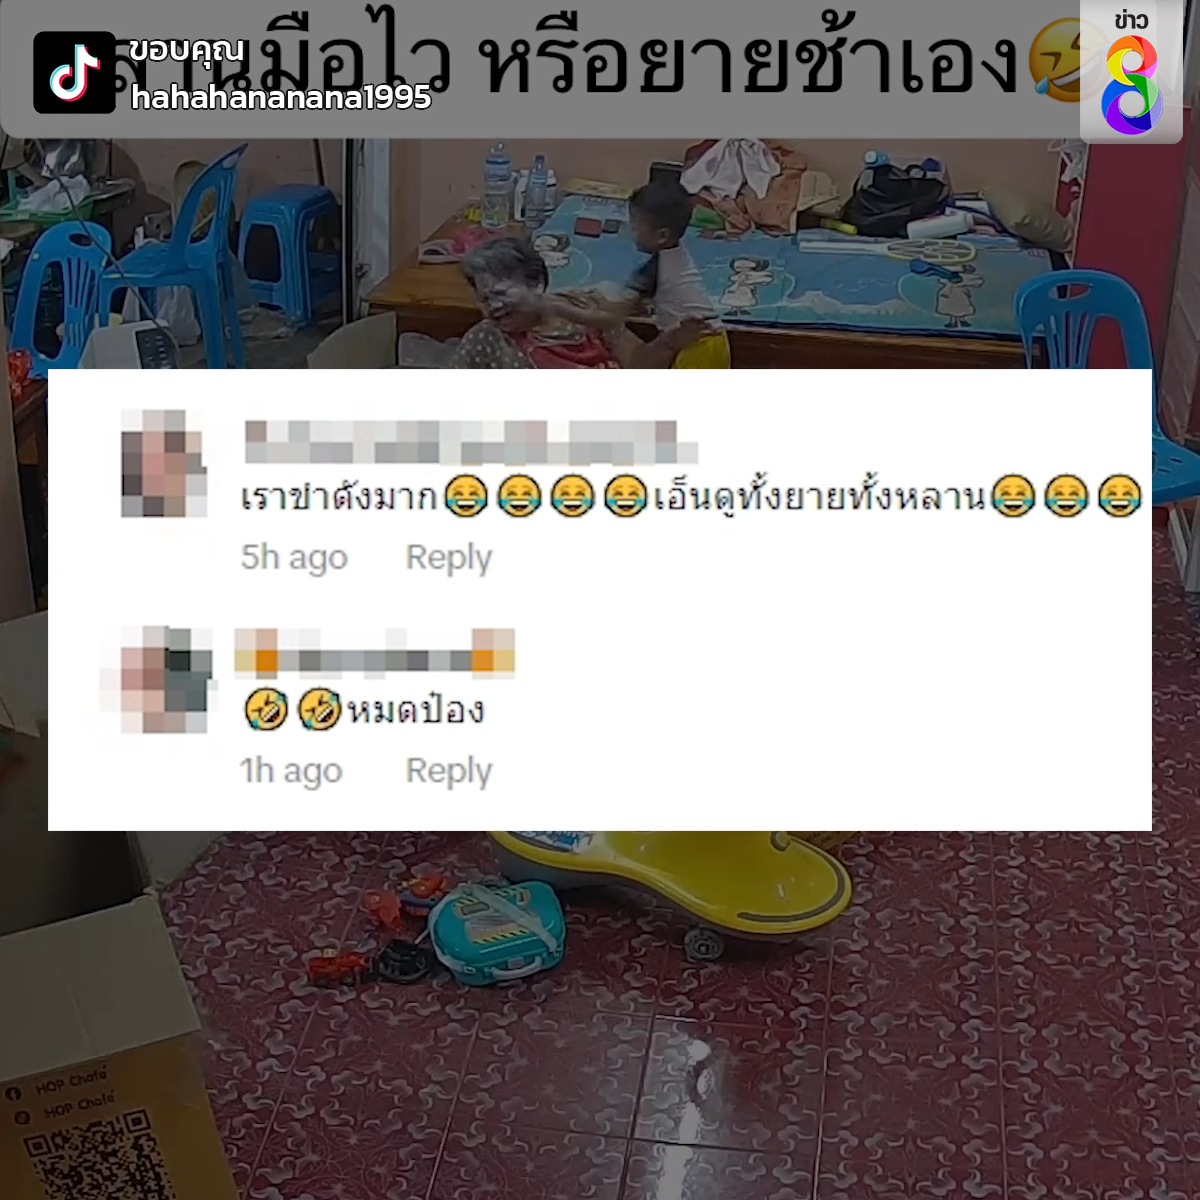 ขอบคุณ
hahahananana1995
หลานมือไว หรือยายช้าเอง🤣
ข่าว
8
เราขำดังมาก😂😂😂😂เอ็นดูทั้งยายทั้งหลาน😂😂😂
5h ago Reply
🤣🤣หมดป๋อง
1h ago Reply
HOP Chafé
HOP Chafé